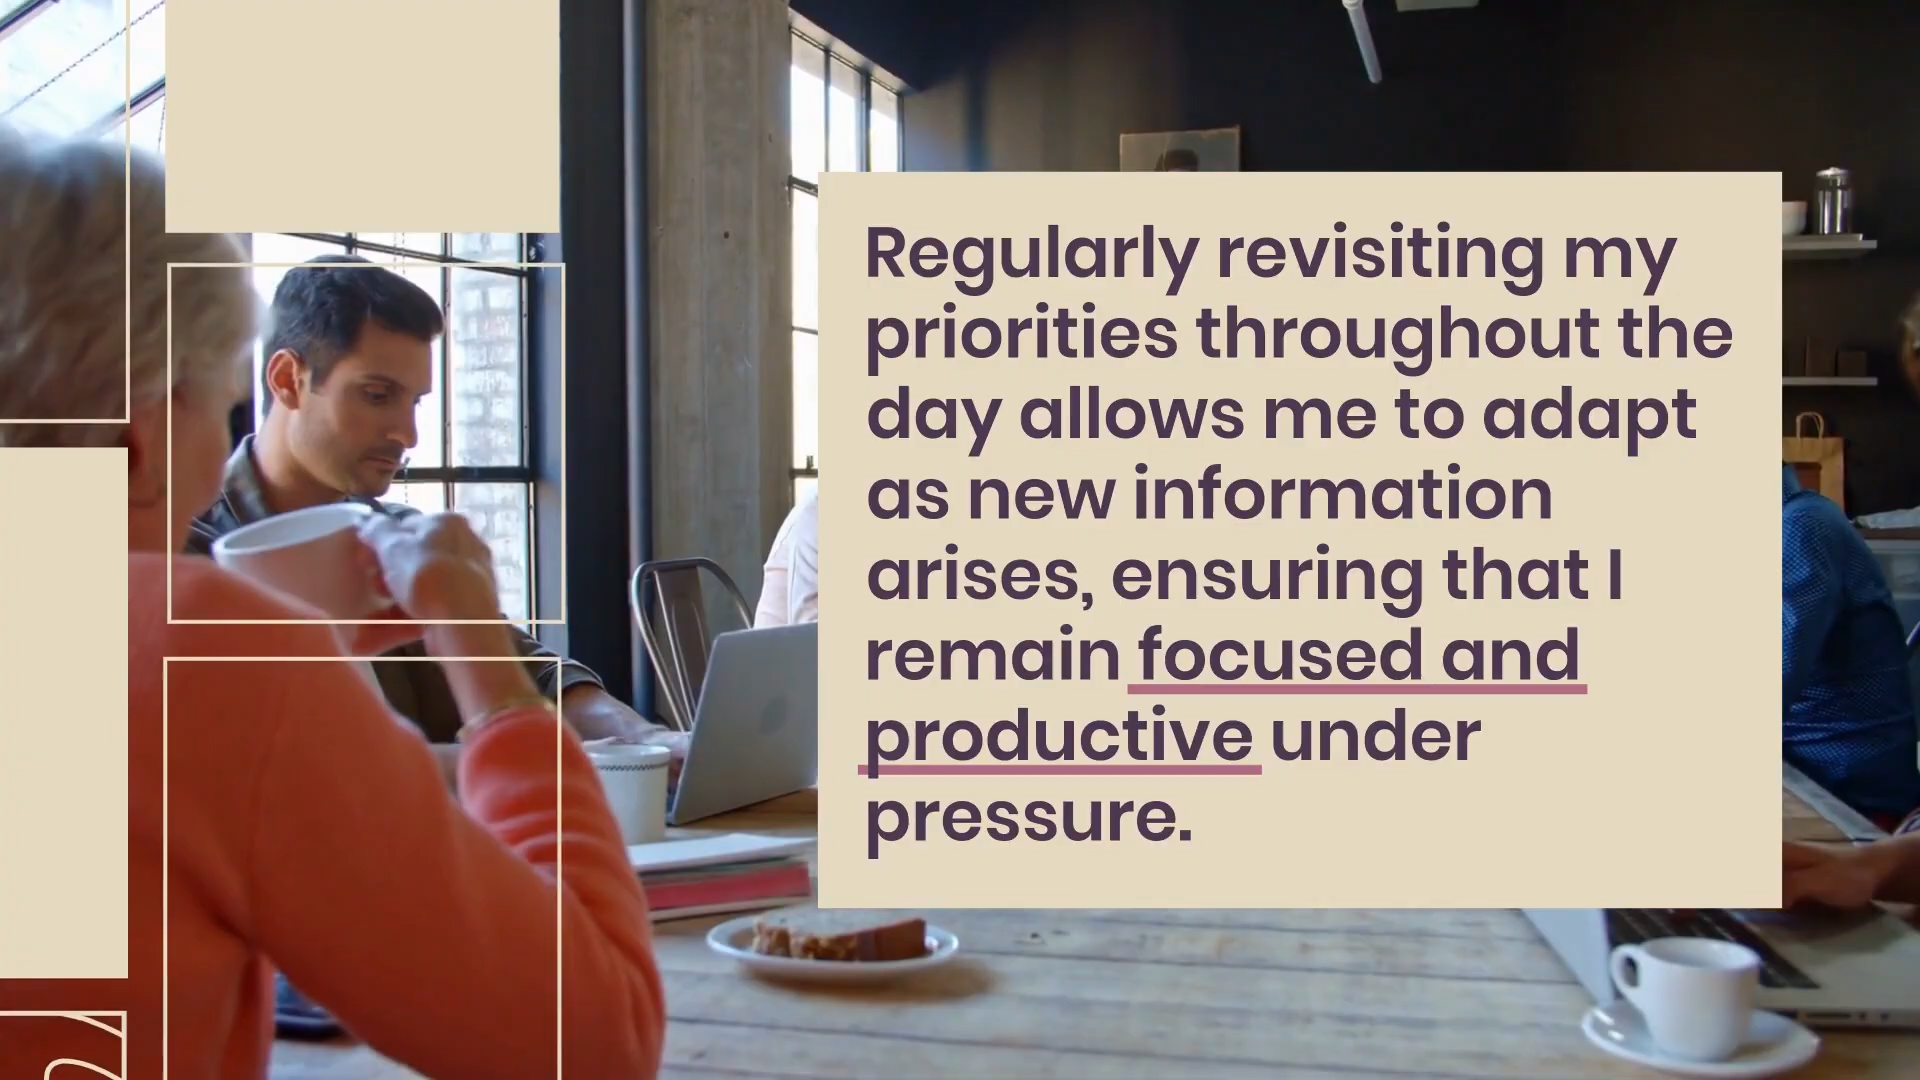 Regularly revisiting my
priorities throughout the
day allows me to adapt
as new information
arises, ensuring that I
remain focused and
productive under
pressure.